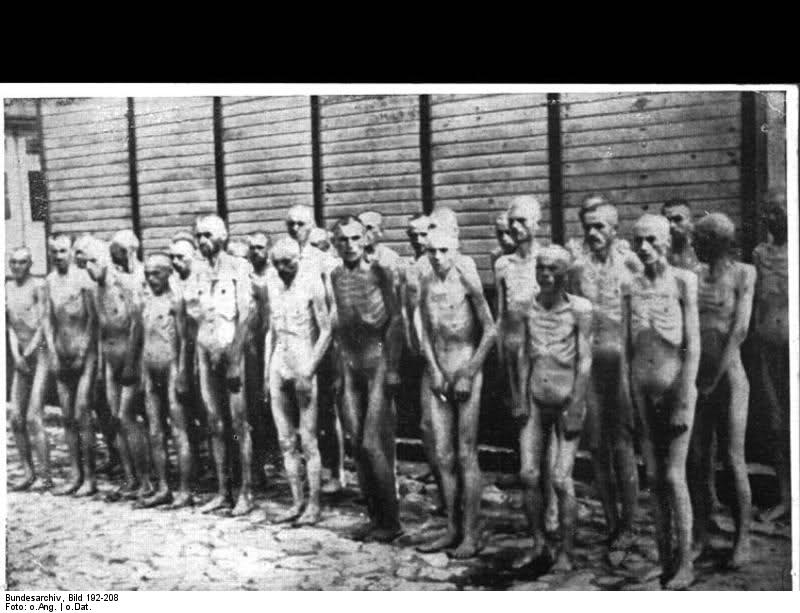 Bundesarchiv, Bild 192-208
Foto: o.Ang. | o.Dat.